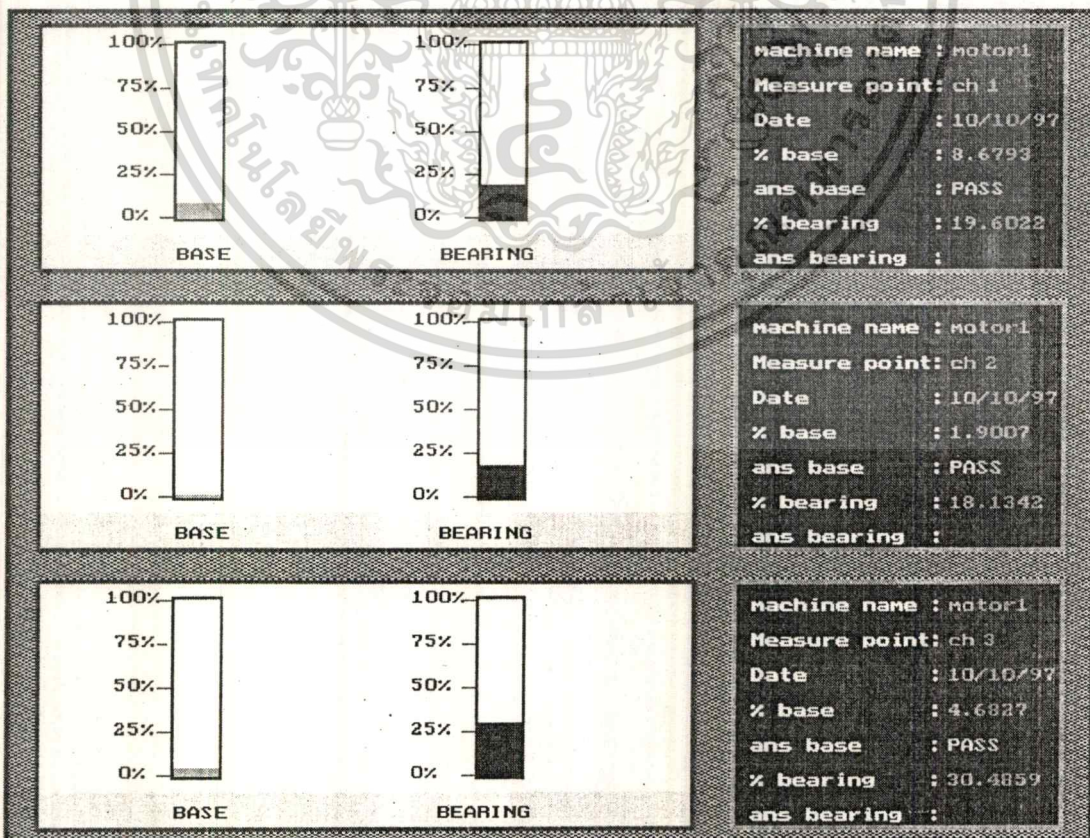 100%
75%
50%
25%
0%
BASE
100%
75%
50%
25%
0%
BEARING
machine name : motor1
Measure point: ch 1
Date : 10/10/97
% base : 8.6793
ans base : PASS
% bearing : 19.6022
ans bearing :
100%
75%
50%
25%
0%
BASE
100%
75%
50%
25%
0%
BEARING
machine name : motor1
Measure point: ch 2
Date : 10/10/97
% base : 1.9007
ans base : PASS
% bearing : 18.1342
ans bearing :
100%
75%
50%
25%
0%
BASE
100%
75%
50%
25%
0%
BEARING
machine name : motor1
Measure point: ch 3
Date : 10/10/97
% base : 4.6827
ans base : PASS
% bearing : 30.4859
ans bearing :